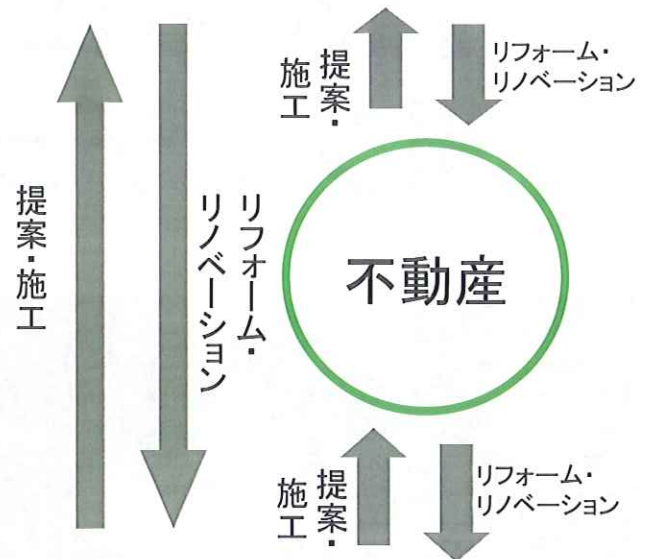 提案・施工
リフォーム・
リノベーション
提案・
施工
リフォーム・
リノベーション
不動産
提案・
施工
リフォーム・
リノベーション